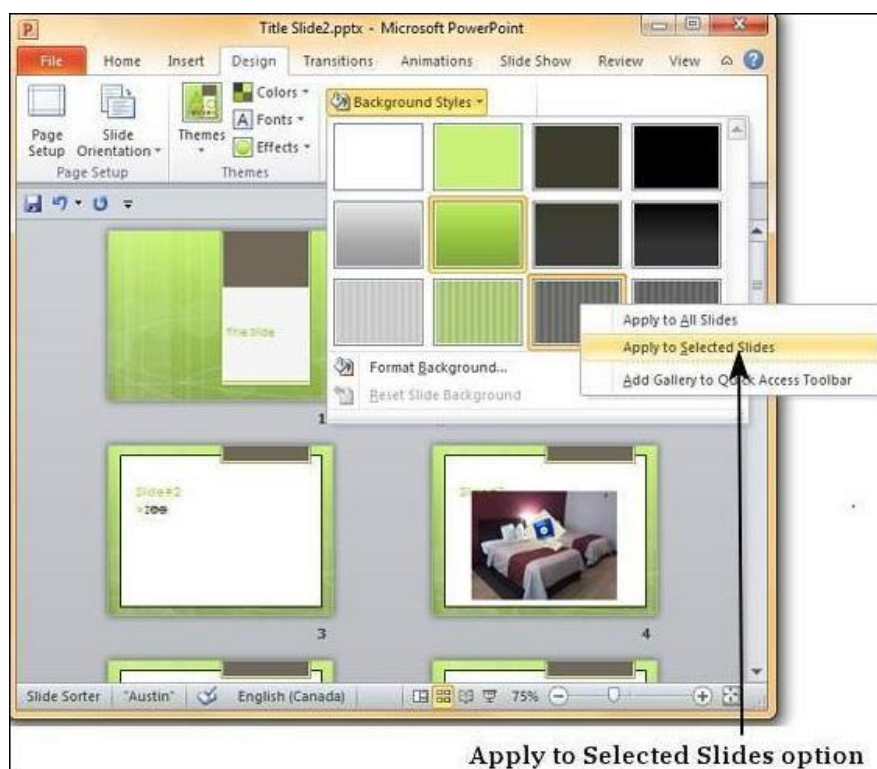 Title Slide2.pptx - Microsoft PowerPoint
File Home Insert Design Transitions Animations Slide Show Review View
Page Setup
Slide Orientation
Page Setup
Themes
Colors
Fonts
Effects
Themes
Background Styles
Format Background...
Reset Slide Background
Apply to All Slides
Apply to Selected Slides
Add Gallery to Quick Access Toolbar
1
Slide#2
3
4
Slide Sorter "Austin" English (Canada) 75%
Apply to Selected Slides option